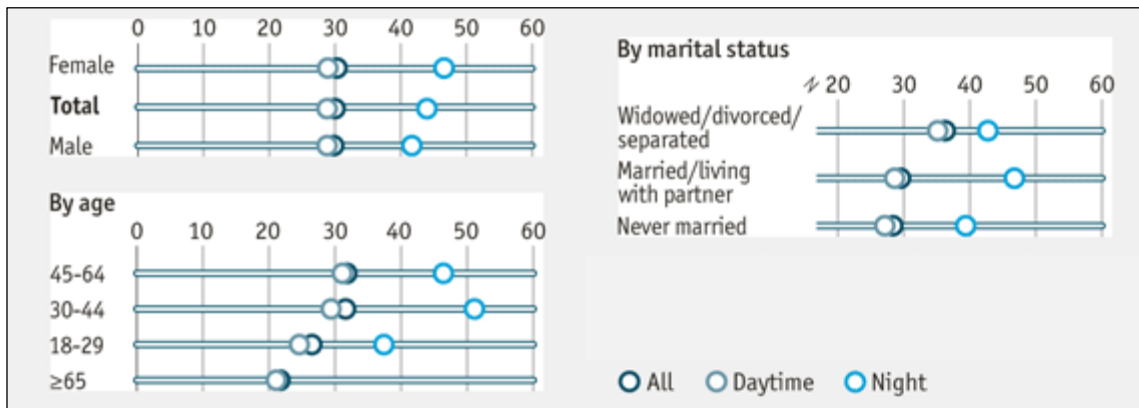 0 10 20 30 40 50 60
Female
Total
Male
By age
0 10 20 30 40 50 60
45-64
30-44
18-29
≥65
By marital status
20 30 40 50 60
Widowed/divorced/
separated
Married/living
with partner
Never married
All Daytime Night